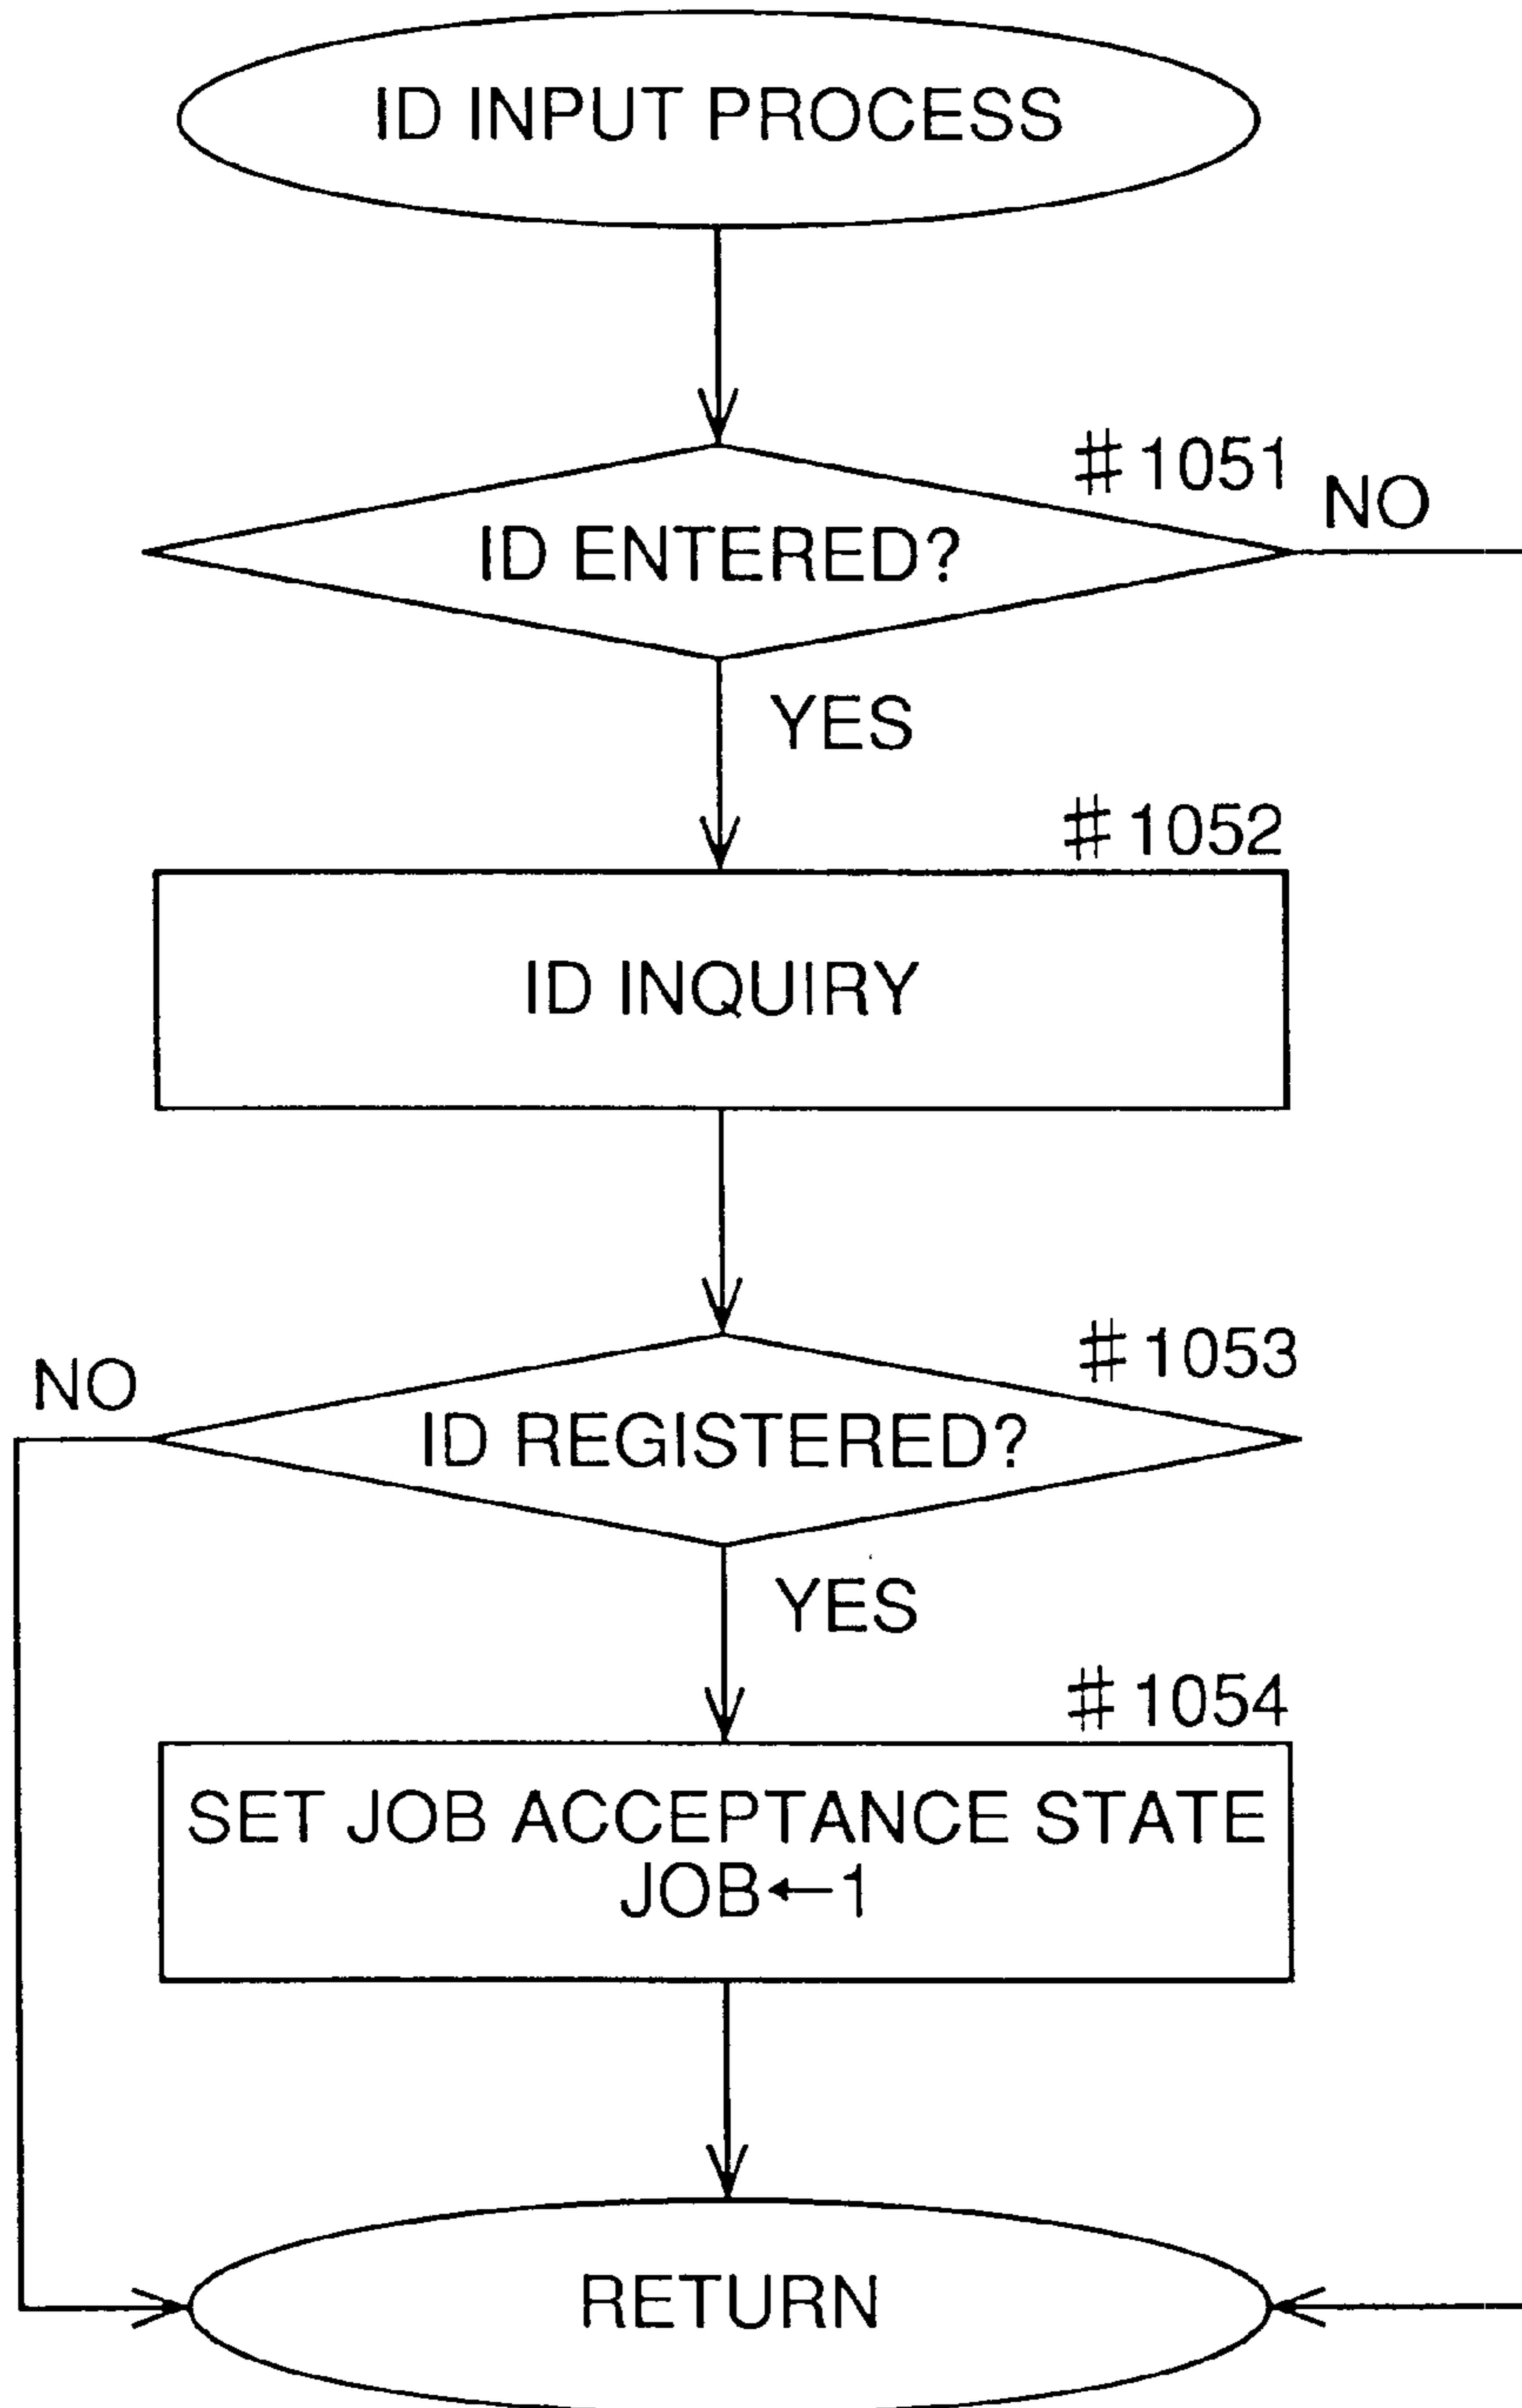 ID INPUT PROCESS
#1051
NO
ID ENTERED?
YES
#1052
ID INQUIRY
#1053
NO
ID REGISTERED?
YES
#1054
SET JOB ACCEPTANCE STATE
JOB←1
RETURN